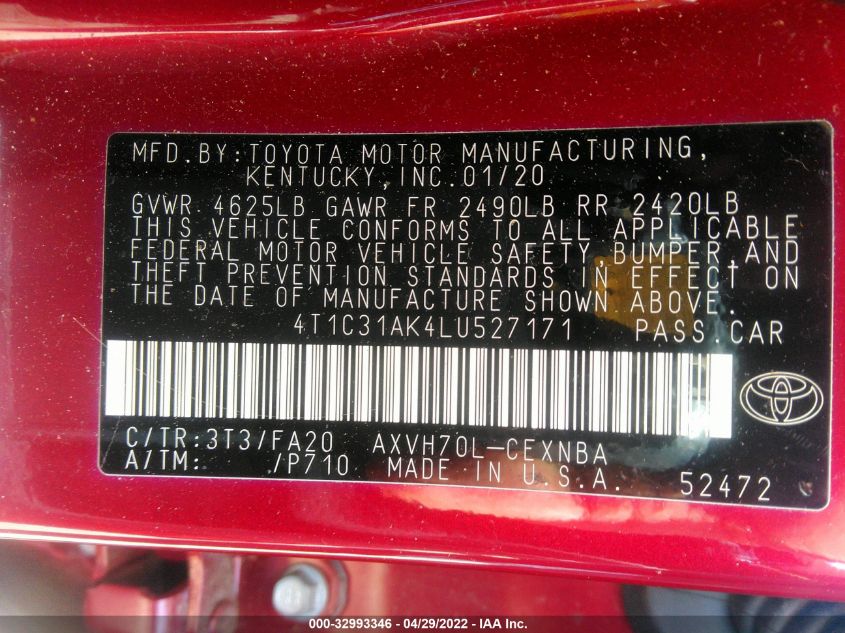 MFD.BY:TOYOTA MOTOR MANUFACTURING,
KENTUCKY,INC.01/20
GVWR 4625LB GAWR FR 2490LB RR 2420LB
THIS VEHICLE CONFORMS TO ALL APPLICABLE
FEDERAL MOTOR VEHICLE SAFETY,BUMPER,AND
THEFT PREVENTION STANDARDS IN EFFECT ON
THE DATE OF MANUFACTURE SHOWN ABOVE.
4T1C31AK4LU527171 PASS.CAR
C/TR:3T3/FA20 AXVH70L-CEXNBA
A/TM: /P710 MADE IN U.S.A. 52472
000-32993346 - 04/29/2022 - IAA Inc.